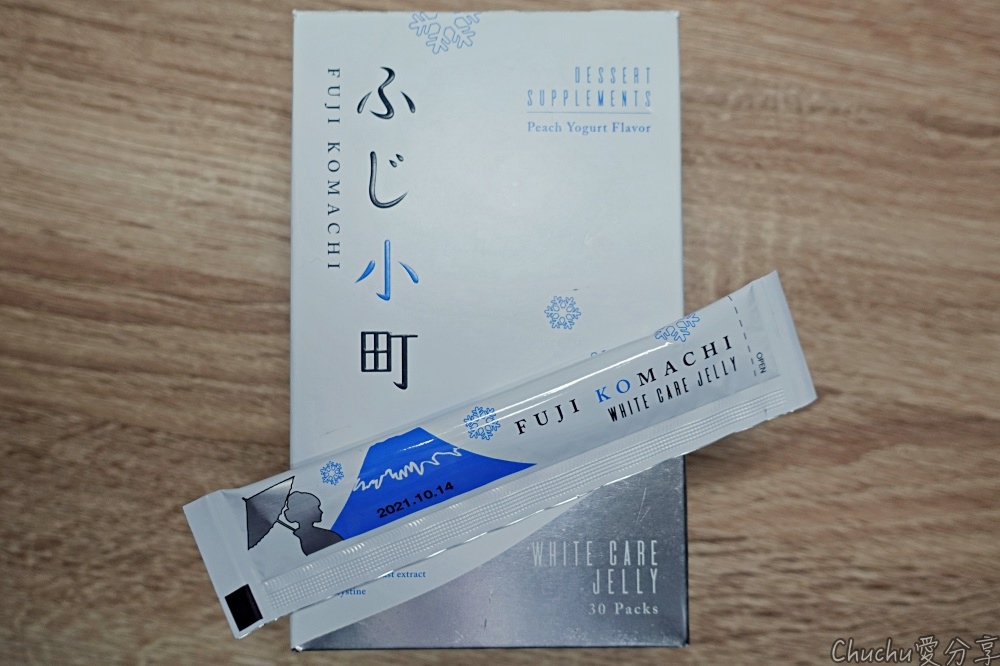 ふじ小町
FUJI KOMACHI
DESSERT
SUPPLEMENTS
Peach Yogurt Flavor
OPEN
FUJI KOMACHI
WHITE CARE JELLY
2021.10.14
extract
WHITE CARE
JELLY
30 Packs
Chuchu愛分享